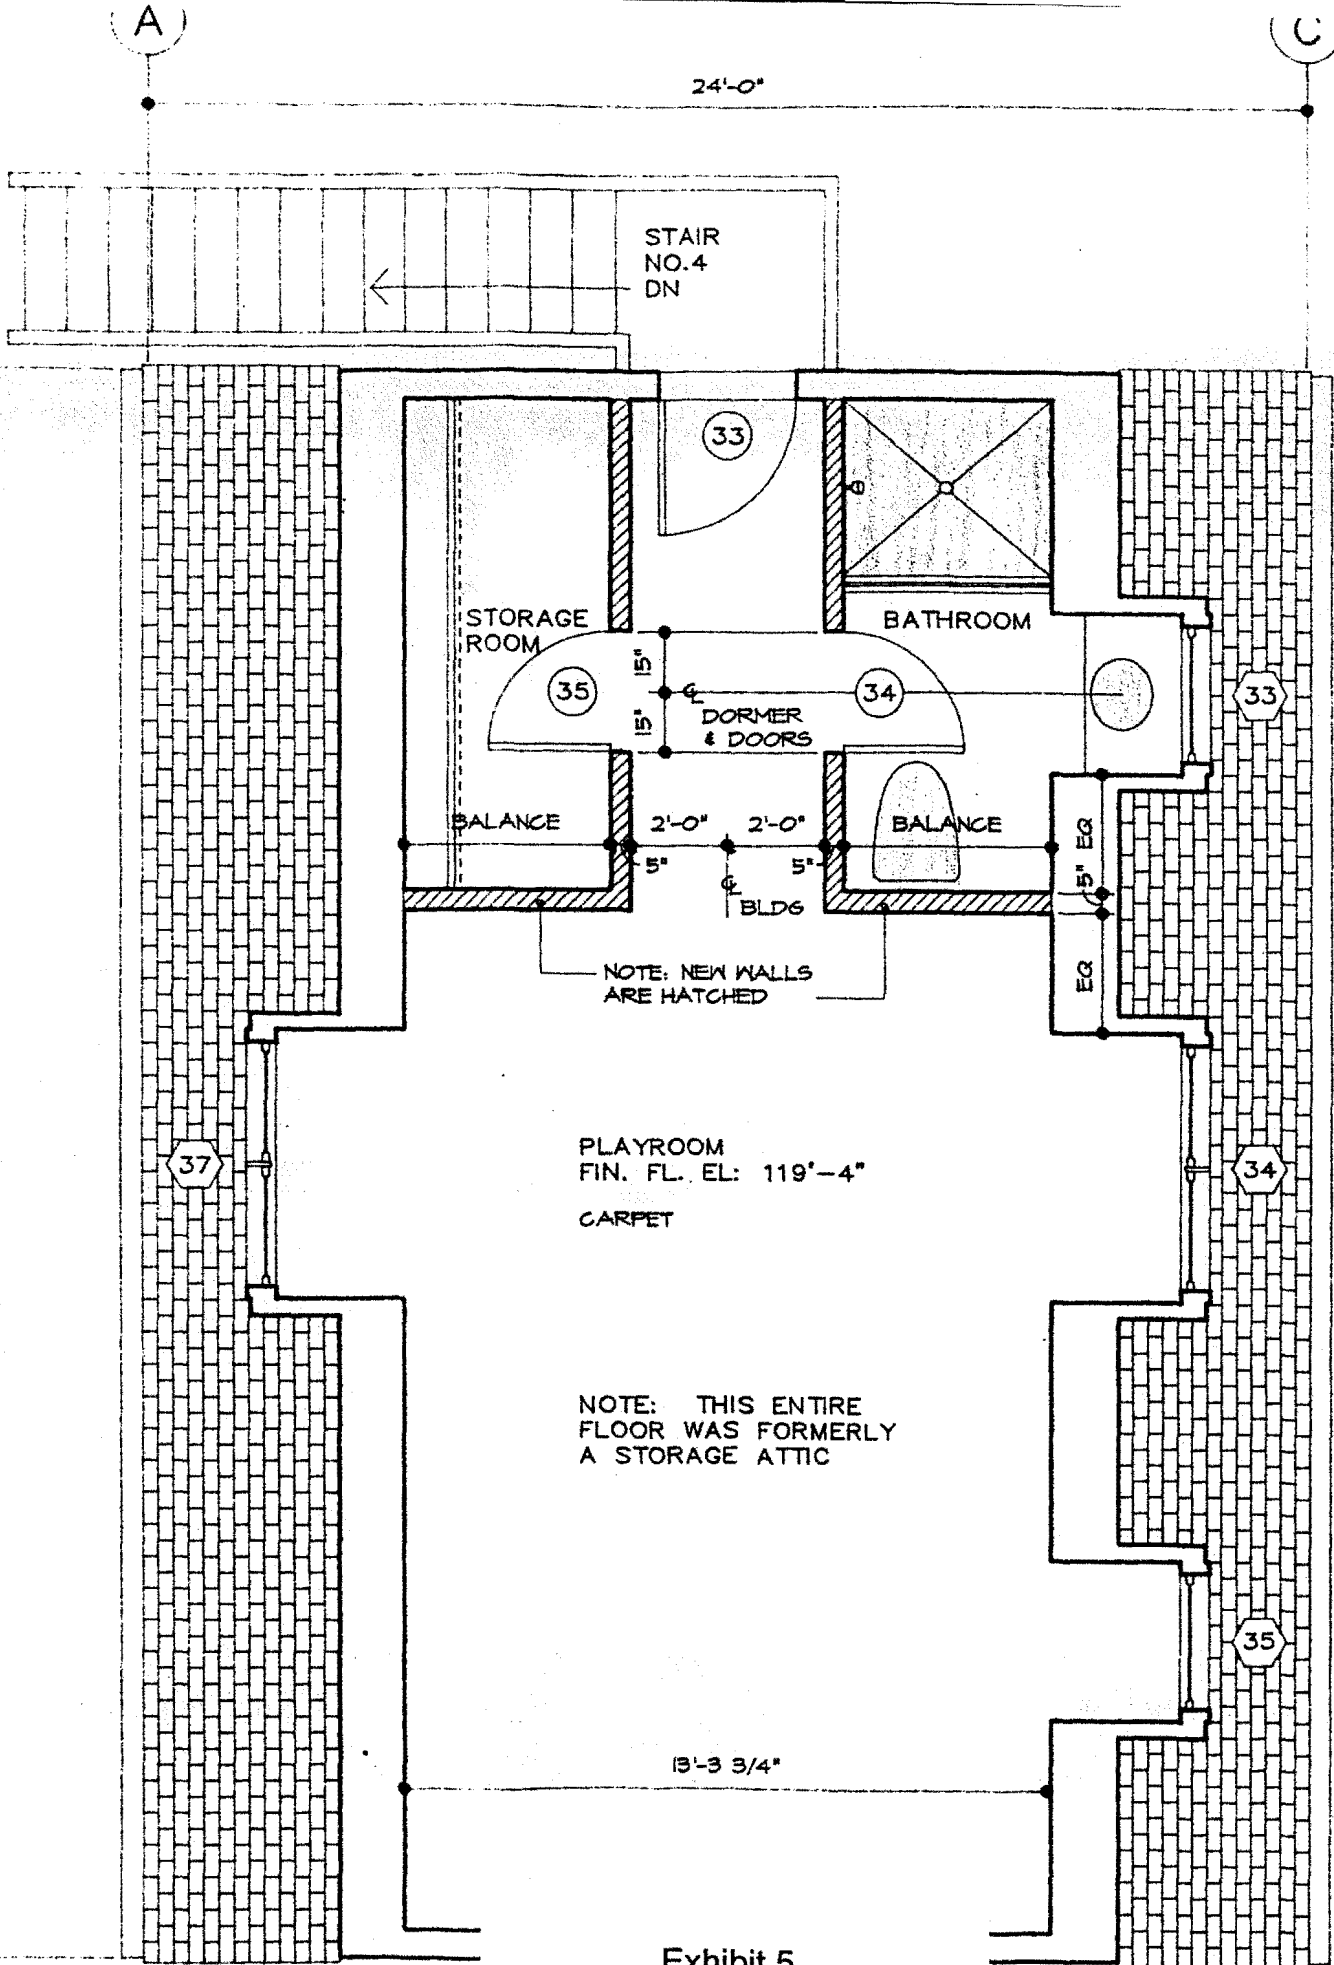 A
C
24'-0"
STAIR
NO.4
DN
33
STORAGE
ROOM
BATHROOM
15"
35
℄
34
33
DORMER
& DOORS
15"
BALANCE
2'-0"
2'-0"
BALANCE
EQ
5"
5"
5"
℄
BLDG
NOTE: NEW WALLS
ARE HATCHED
EQ
PLAYROOM
FIN. FL. EL: 119'-4"
37
34
CARPET
NOTE: THIS ENTIRE
FLOOR WAS FORMERLY
A STORAGE ATTIC
35
13'-3 3/4"
Exhibit 5